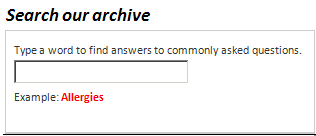 Search our archive
Type a word to find answers to commonly asked questions.
Example: Allergies